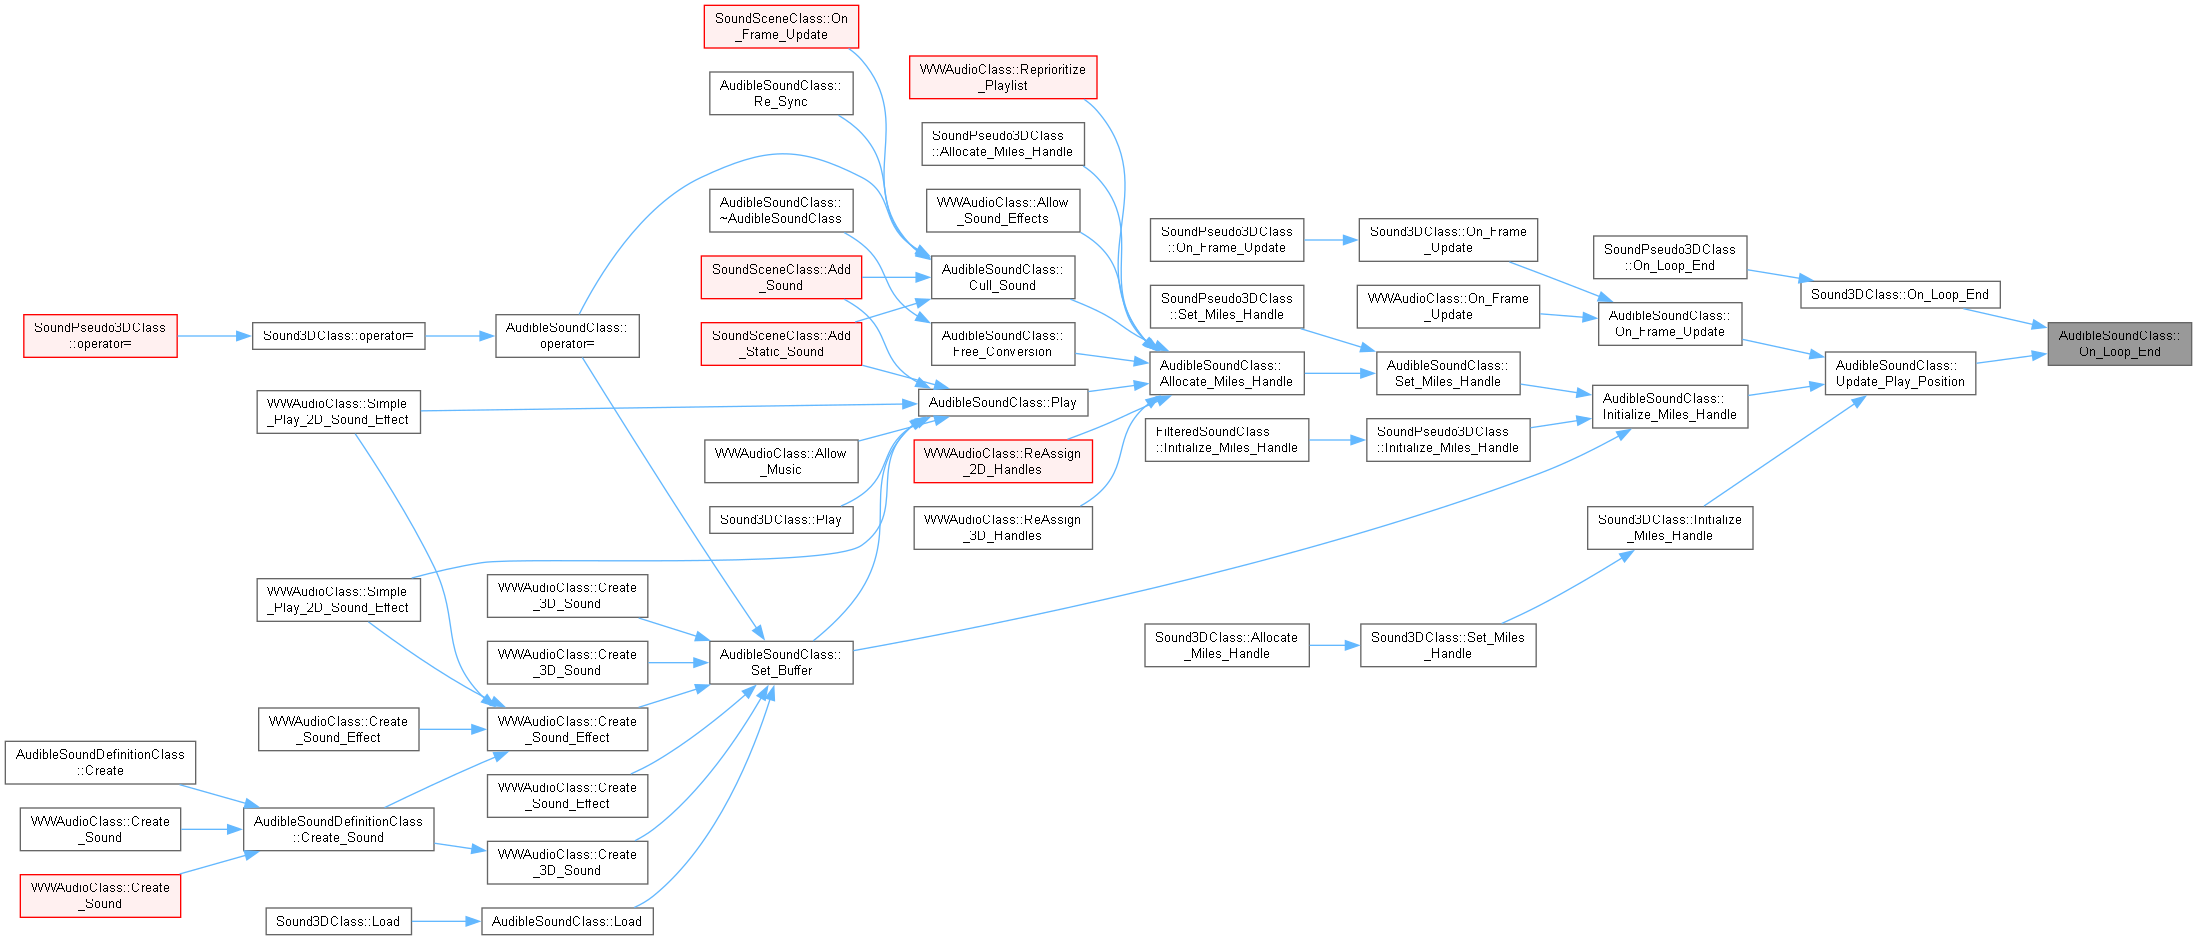 SoundSceneClass::On
_Frame_Update
AudibleSoundClass::
Re_Sync
AudibleSoundClass::
~AudibleSoundClass
SoundSceneClass::Add
_Sound
SoundSceneClass::Add
_Static_Sound
SoundPseudo3DClass
::operator=
Sound3DClass::operator=
AudibleSoundClass::
operator=
WWAudioClass::Simple
_Play_2D_Sound_Effect
WWAudioClass::Allow
_Music
Sound3DClass::Play
WWAudioClass::Simple
_Play_2D_Sound_Effect
WWAudioClass::Create
_3D_Sound
WWAudioClass::Create
_3D_Sound
AudibleSoundClass::
Set_Buffer
WWAudioClass::Create
_Sound_Effect
WWAudioClass::Create
_Sound_Effect
AudibleSoundDefinitionClass
::Create
WWAudioClass::Create
_Sound_Effect
WWAudioClass::Create
_Sound
AudibleSoundDefinitionClass
::Create_Sound
WWAudioClass::Create
_3D_Sound
WWAudioClass::Create
_Sound
Sound3DClass::Load
AudibleSoundClass::Load
WWAudioClass::Reprioritize
_Playlist
SoundPseudo3DClass
::Allocate_Miles_Handle
WWAudioClass::Allow
_Sound_Effects
AudibleSoundClass::
Cull_Sound
AudibleSoundClass::
Free_Conversion
AudibleSoundClass::Play
WWAudioClass::ReAssign
_2D_Handles
WWAudioClass::ReAssign
_3D_Handles
SoundPseudo3DClass
::On_Frame_Update
SoundPseudo3DClass
::Set_Miles_Handle
AudibleSoundClass::
Allocate_Miles_Handle
FilteredSoundClass
::Initialize_Miles_Handle
Sound3DClass::Allocate
_Miles_Handle
Sound3DClass::On_Frame
_Update
WWAudioClass::On_Frame
_Update
AudibleSoundClass::
Set_Miles_Handle
SoundPseudo3DClass
::Initialize_Miles_Handle
Sound3DClass::Set_Miles
_Handle
SoundPseudo3DClass
::On_Loop_End
AudibleSoundClass::
On_Frame_Update
AudibleSoundClass::
Initialize_Miles_Handle
Sound3DClass::Initialize
_Miles_Handle
Sound3DClass::On_Loop_End
AudibleSoundClass::
Update_Play_Position
AudibleSoundClass::
On_Loop_End